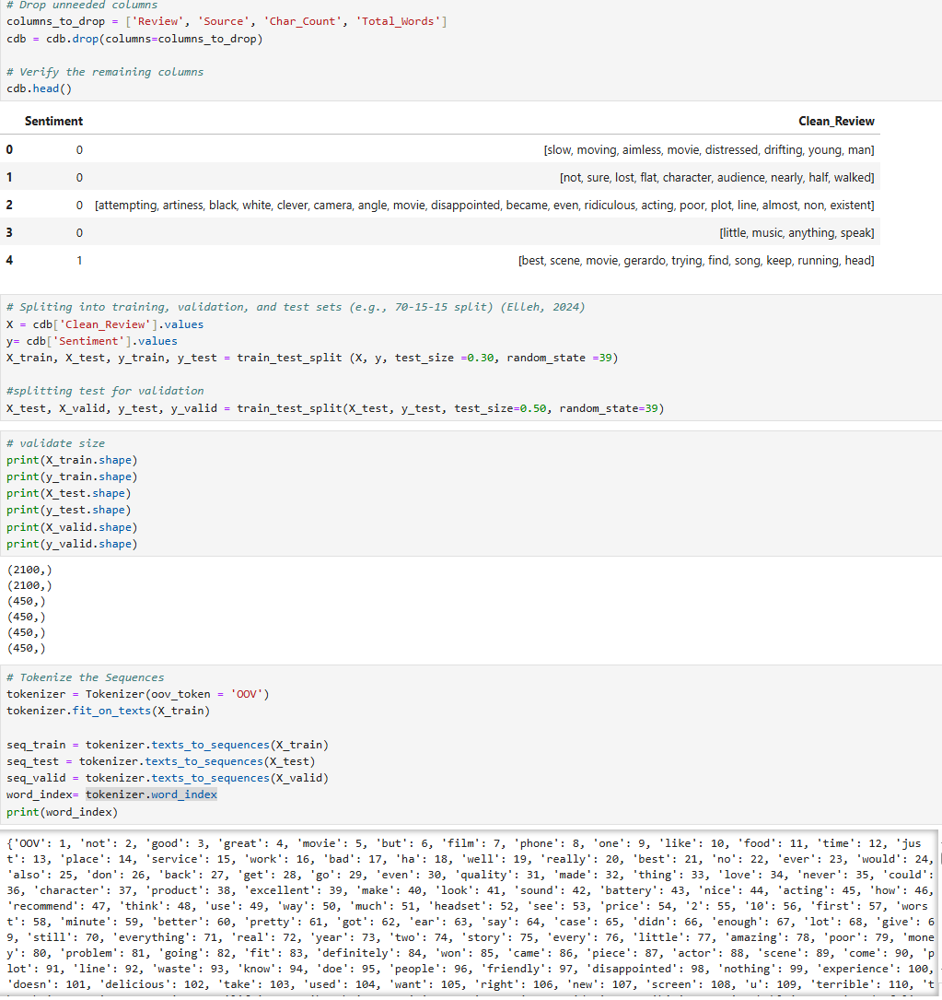 # Drop unneeded columns
columns_to_drop = ['Review', 'Source', 'Char_Count', 'Total_Words']
cdb = cdb.drop(columns=columns_to_drop)
# Verify the remaining columns
cdb.head()
Sentiment Clean_Review
0 0 [slow, moving, aimless, movie, distressed, drifting, young, man]
1 0 [not, sure, lost, flat, character, audience, nearly, half, walked]
2 0 [attempting, artiness, black, white, clever, camera, angle, movie, disappointed, became, even, ridiculous, acting, poor, plot, line, almost, non, existent]
3 0 [little, music, anything, speak]
4 1 [best, scene, movie, gerardo, trying, find, song, keep, running, head]
# Spliting into training, validation, and test sets (e.g., 70-15-15 split) (Elleh, 2024)
X = cdb['Clean_Review'].values
y= cdb['Sentiment'].values
X_train, X_test, y_train, y_test = train_test_split (X, y, test_size =0.30, random_state =39)
#splitting test for validation
X_test, X_valid, y_test, y_valid = train_test_split(X_test, y_test, test_size=0.50, random_state=39)
# validate size
print(X_train.shape)
print(y_train.shape)
print(X_test.shape)
print(y_test.shape)
print(X_valid.shape)
print(y_valid.shape)
(2100,)
(2100,)
(450,)
(450,)
(450,)
(450,)
# Tokenize the Sequences
tokenizer = Tokenizer(oov_token = 'OOV')
tokenizer.fit_on_texts(X_train)
seq_train = tokenizer.texts_to_sequences(X_train)
seq_test = tokenizer.texts_to_sequences(X_test)
seq_valid = tokenizer.texts_to_sequences(X_valid)
word_index= tokenizer.word_index
print(word_index)
{'OOV': 1, 'not': 2, 'good': 3, 'great': 4, 'movie': 5, 'but': 6, 'film': 7, 'phone': 8, 'one': 9, 'like': 10, 'food': 11, 'time': 12, 'jus
t': 13, 'place': 14, 'service': 15, 'work': 16, 'bad': 17, 'ha': 18, 'well': 19, 'really': 20, 'best': 21, 'no': 22, 'ever': 23, 'would': 24,
'also': 25, 'don': 26, 'back': 27, 'get': 28, 'go': 29, 'even': 30, 'quality': 31, 'made': 32, 'thing': 33, 'love': 34, 'never': 35, 'could':
36, 'character': 37, 'product': 38, 'excellent': 39, 'make': 40, 'look': 41, 'sound': 42, 'battery': 43, 'nice': 44, 'acting': 45, 'how': 46,
'recommend': 47, 'think': 48, 'use': 49, 'way': 50, 'much': 51, 'headset': 52, 'see': 53, 'price': 54, '2': 55, '10': 56, 'first': 57, 'wors
t': 58, 'minute': 59, 'better': 60, 'pretty': 61, 'got': 62, 'ear': 63, 'say': 64, 'case': 65, 'didn': 66, 'enough': 67, 'lot': 68, 'give': 6
9, 'still': 70, 'everything': 71, 'real': 72, 'year': 73, 'two': 74, 'story': 75, 'every': 76, 'little': 77, 'amazing': 78, 'poor': 79, 'mone
y': 80, 'problem': 81, 'going': 82, 'fit': 83, 'definitely': 84, 'won': 85, 'came': 86, 'piece': 87, 'actor': 88, 'scene': 89, 'come': 90, 'p
lot': 91, 'line': 92, 'waste': 93, 'know': 94, 'doe': 95, 'people': 96, 'friendly': 97, 'disappointed': 98, 'nothing': 99, 'experience': 100,
'doesn': 101, 'delicious': 102, 'take': 103, 'used': 104, 'want': 105, 'right': 106, 'new': 107, 'screen': 108, 'u': 109, 'terrible': 110, 't